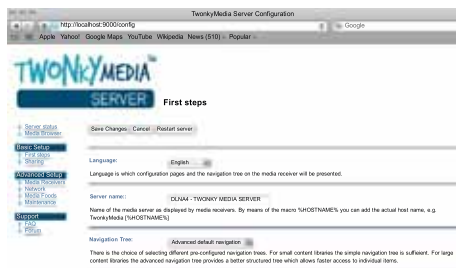 TwonkyMedia Server Configuration
http://localhost:9000/config
Google
Apple Yahoo! Google Maps YouTube Wikipedia News (510) Popular
TWONKYMEDIA
SERVER
First steps
Server status
Media Browser
Save Changes Cancel Restart server
Basic Setup
First steps
Sharing
Language:
English
Language is which configuration pages and the navigation tree on the media receiver will be presented.
Advanced Setup
Media Receivers
Network
Media Feeds
Maintenance
Server name::
DLNA4 - TWONKY MEDIA SERVER
Name of the media server as displayed by media receivers. By means of the macro %HOSTNAME% you can add the actual host name, e.g.
TwonkyMedia [%HOSTNAME%]
Support
FAQ
Forum
Navigation Tree:
Advanced default navigation
There is the choice of selecting different pre-configured navigation trees. For small content libraries the simple navigation tree is suffieient. For large
content libraries the advanced navigation tree provides a better structured tree which allows faster access to individual items.